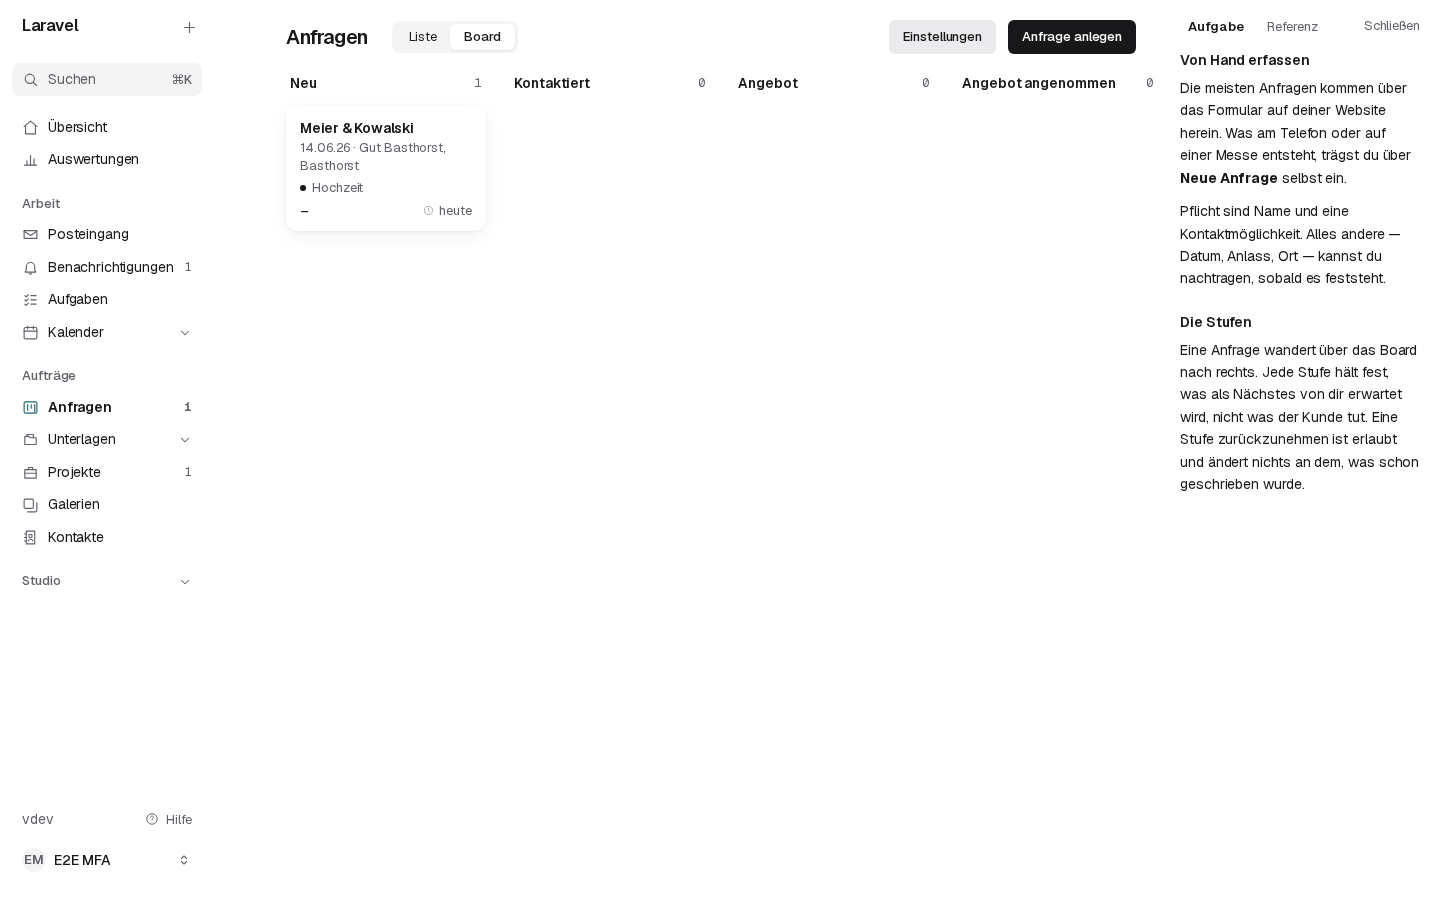 Laravel
Suchen ⌘K
Übersicht
Auswertungen
Arbeit
Posteingang
Benachrichtigungen 1
Aufgaben
Kalender
Aufträge
Anfragen 1
Unterlagen
Projekte 1
Galerien
Kontakte
Studio
vdev Hilfe
EM E2E MFA
Anfragen Liste Board Einstellungen Anfrage anlegen
Neu 1 Kontaktiert 0 Angebot 0 Angebot angenommen 0
Meier & Kowalski
14.06.26 · Gut Basthorst,
Basthorst
Hochzeit
– heute
Aufgabe Referenz Schließen
Von Hand erfassen
Die meisten Anfragen kommen über
das Formular auf deiner Website
herein. Was am Telefon oder auf
einer Messe entsteht, trägst du über
Neue Anfrage selbst ein.
Pflicht sind Name und eine
Kontaktmöglichkeit. Alles andere —
Datum, Anlass, Ort — kannst du
nachtragen, sobald es feststeht.
Die Stufen
Eine Anfrage wandert über das Board
nach rechts. Jede Stufe hält fest,
was als Nächstes von dir erwartet
wird, nicht was der Kunde tut. Eine
Stufe zurückzunehmen ist erlaubt
und ändert nichts an dem, was schon
geschrieben wurde.